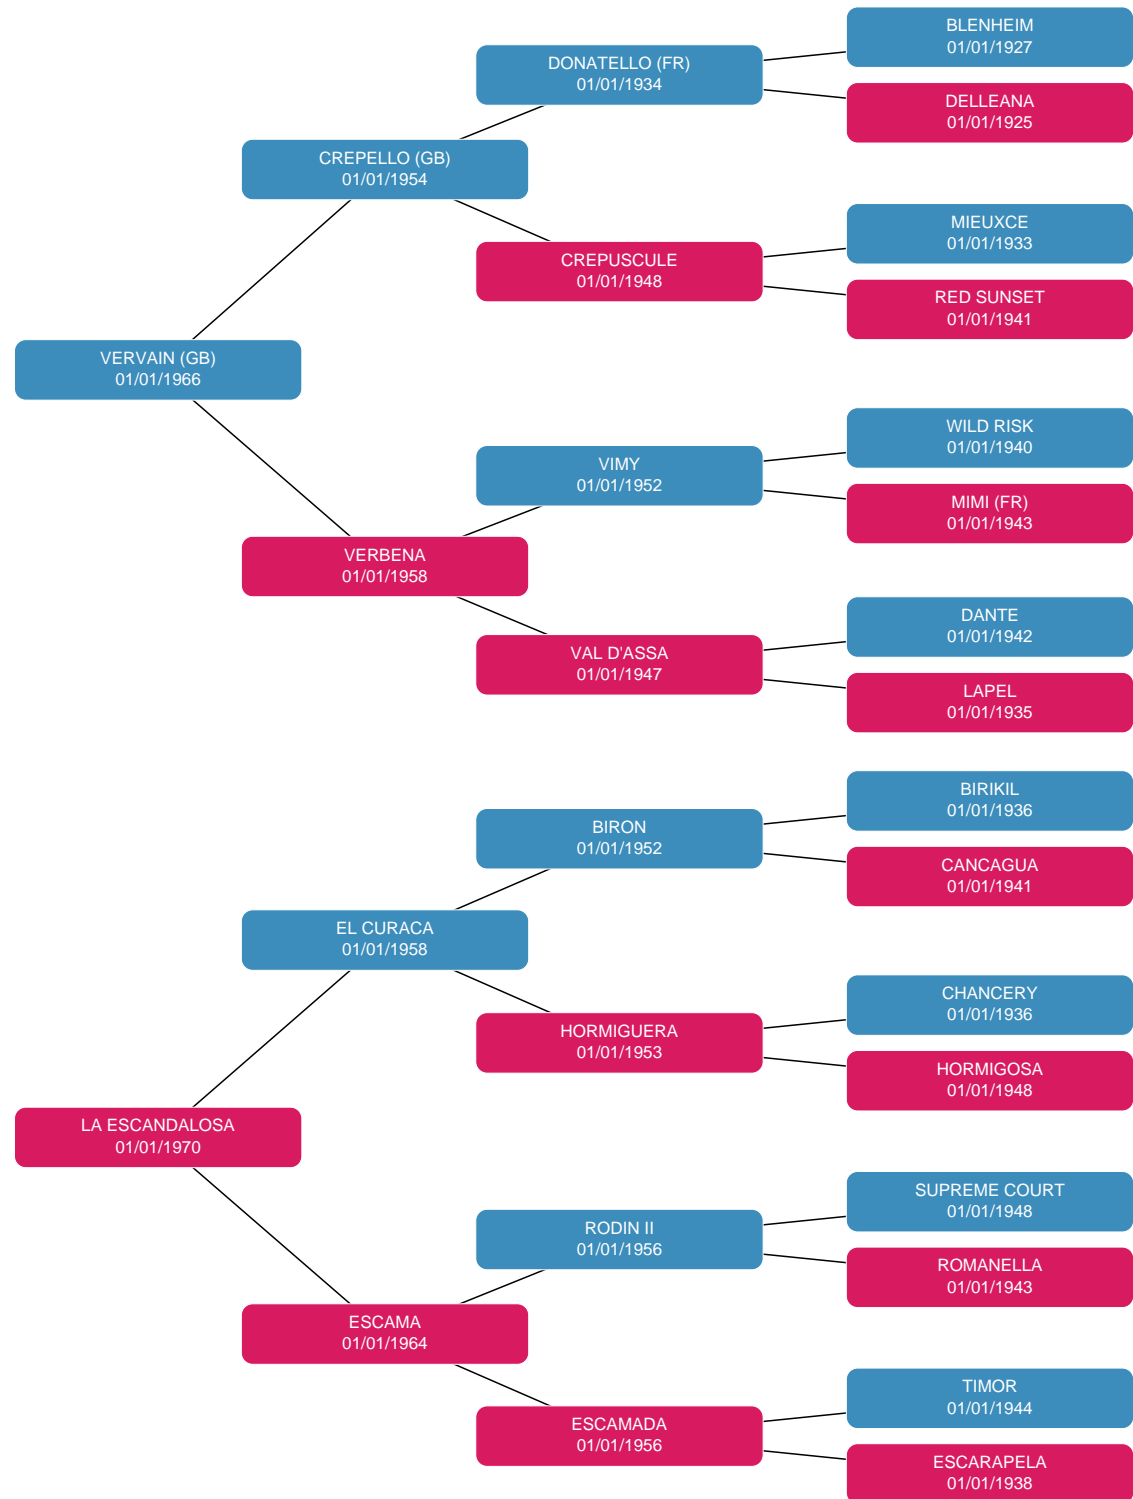 BLENHEIM
01/01/1927
DONATELLO (FR)
01/01/1934
DELLEANA
01/01/1925
CREPELLO (GB)
01/01/1954
MIEUXCE
01/01/1933
CREPUSCULE
01/01/1948
RED SUNSET
01/01/1941
VERVAIN (GB)
01/01/1966
WILD RISK
01/01/1940
VIMY
01/01/1952
MIMI (FR)
01/01/1943
VERBENA
01/01/1958
DANTE
01/01/1942
VAL D'ASSA
01/01/1947
LAPEL
01/01/1935
BIRIKIL
01/01/1936
BIRON
01/01/1952
CANCAGUA
01/01/1941
EL CURACA
01/01/1958
CHANCERY
01/01/1936
HORMIGUERA
01/01/1953
HORMIGOSA
01/01/1948
LA ESCANDALOSA
01/01/1970
SUPREME COURT
01/01/1948
RODIN II
01/01/1956
ROMANELLA
01/01/1943
ESCAMA
01/01/1964
TIMOR
01/01/1944
ESCAMADA
01/01/1956
ESCARAPELA
01/01/1938